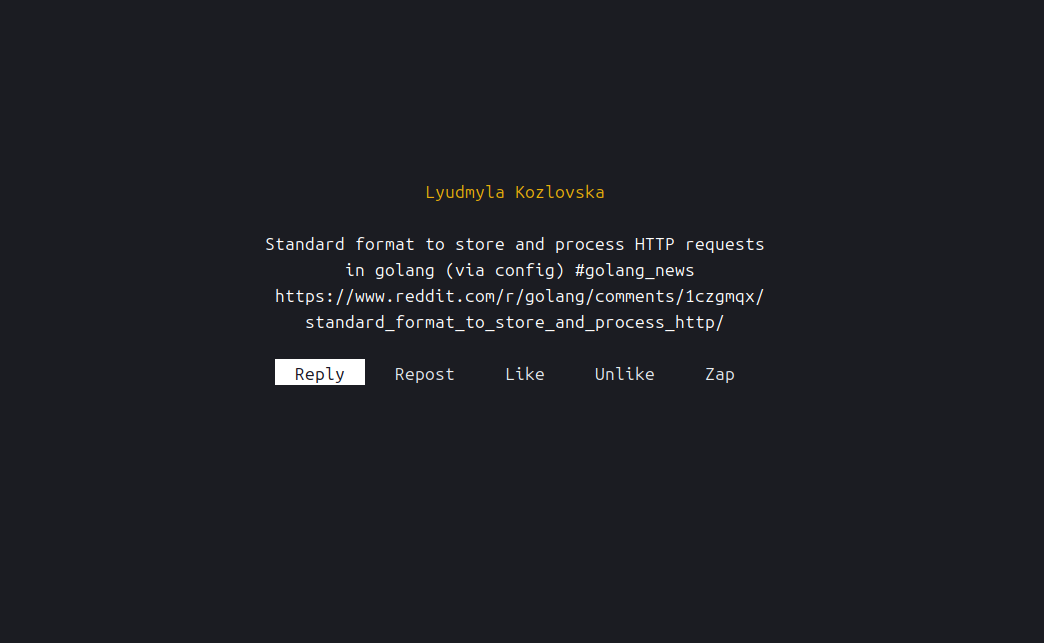 Lyudmyla Kozlovska
Standard format to store and process HTTP requests
in golang (via config) #golang_news
https://www.reddit.com/r/golang/comments/1czgmqx/
standard_format_to_store_and_process_http/
Reply Repost Like Unlike Zap